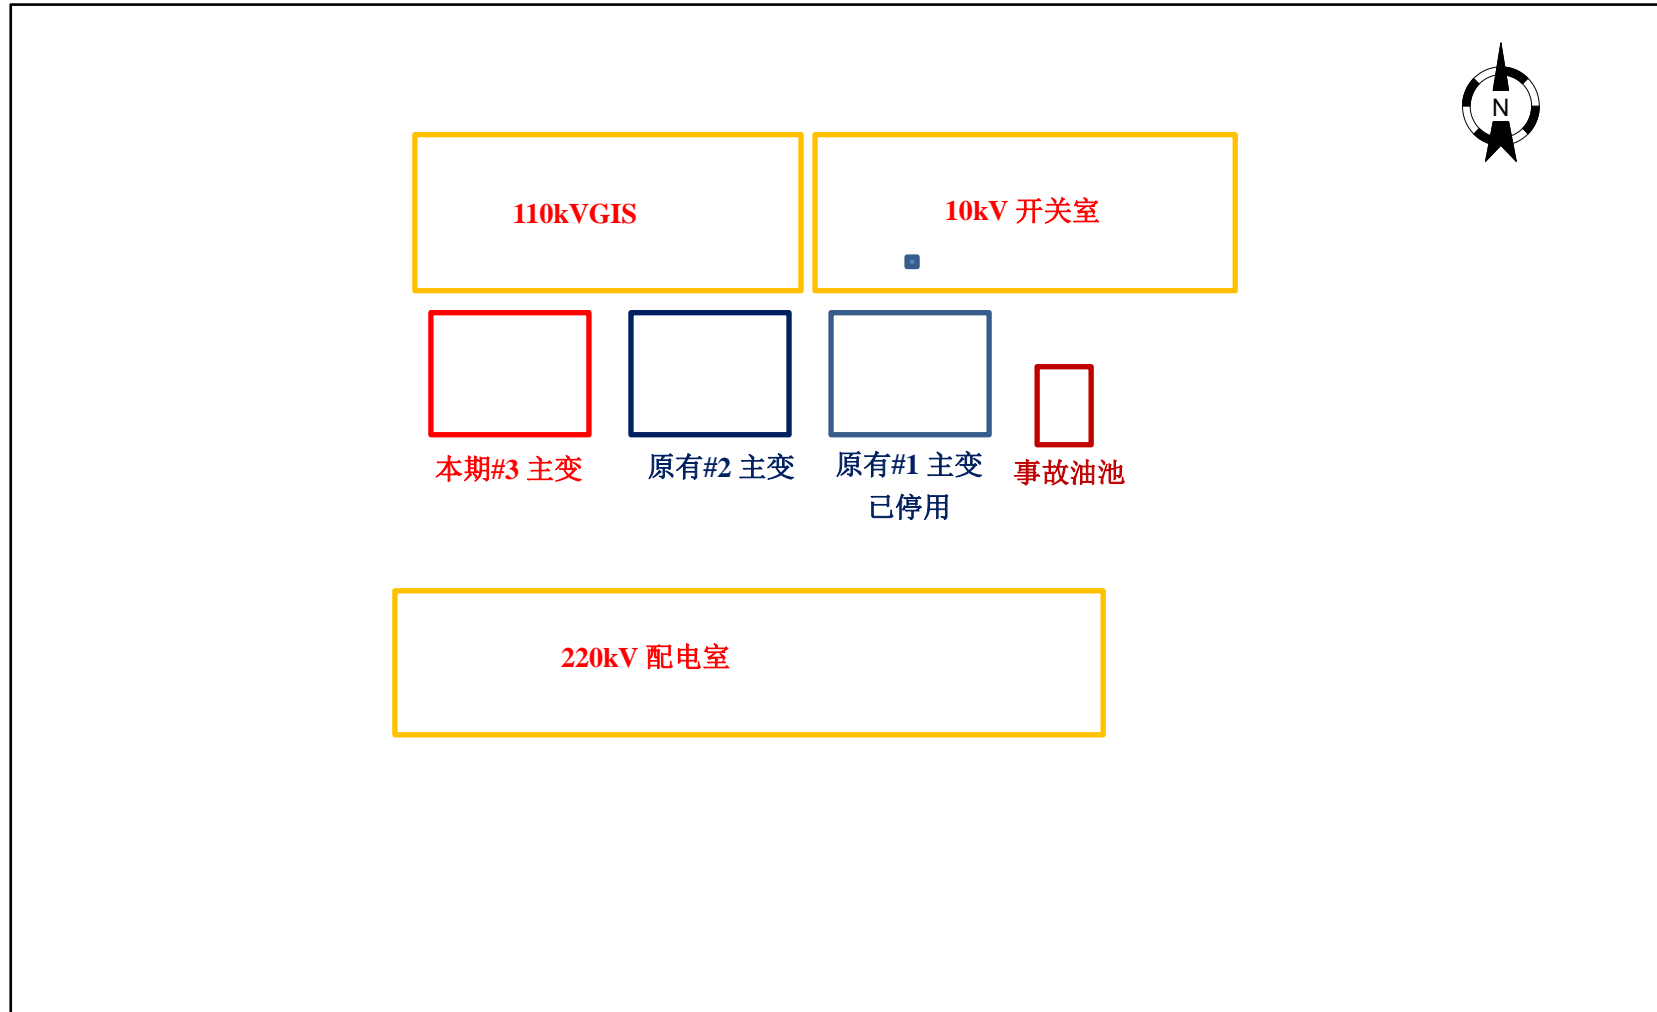 N
110kVGIS
10kV 开关室
本期#3 主变
原有#2 主变
原有#1 主变
已停用
事故油池
220kV 配电室